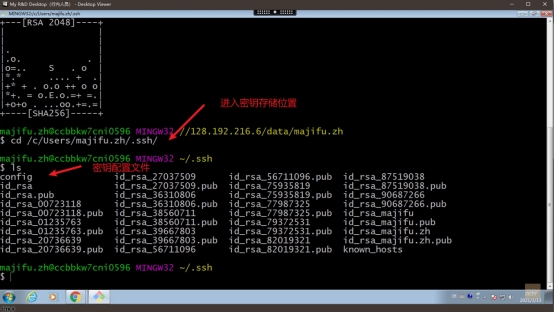 My R&D Desktop (行内人员) - Desktop Viewer
MINGW32:/c/Users/majifu.zh/.ssh
+---[RSA 2048]----+
| |
| |
|. |
|.o. . |
|o=.. S . o |
|*.* .... + .|
|+* + . o.o ++ o o|
|*+. = o.E.o.=+ =.|
|+o+o . ...oo.+=.=|
+----[SHA256]-----+
进入密钥存储位置
majifu.zh@ccbbkw7cni0596 MINGW32 //128.192.216.6/data/majifu.zh
$ cd /c/Users/majifu.zh/.ssh/
majifu.zh@ccbbkw7cni0596 MINGW32 ~/.ssh
$ ls
密钥配置文件
config id_rsa_27037509 id_rsa_56711096.pub id_rsa_87519038
id_rsa id_rsa_27037509.pub id_rsa_75935819 id_rsa_87519038.pub
id_rsa.pub id_rsa_36310806 id_rsa_75935819.pub id_rsa_90687266
id_rsa_00723118 id_rsa_36310806.pub id_rsa_77987325 id_rsa_90687266.pub
id_rsa_00723118.pub id_rsa_38560711 id_rsa_77987325.pub id_rsa_majifu
id_rsa_01235763 id_rsa_38560711.pub id_rsa_79372531 id_rsa_majifu.pub
id_rsa_01235763.pub id_rsa_39667803 id_rsa_79372531.pub id_rsa_majifu.zh
id_rsa_20736639 id_rsa_39667803.pub id_rsa_82019321 id_rsa_majifu.zh.pub
id_rsa_20736639.pub id_rsa_56711096 id_rsa_82019321.pub known_hosts
majifu.zh@ccbbkw7cni0596 MINGW32 ~/.ssh
$